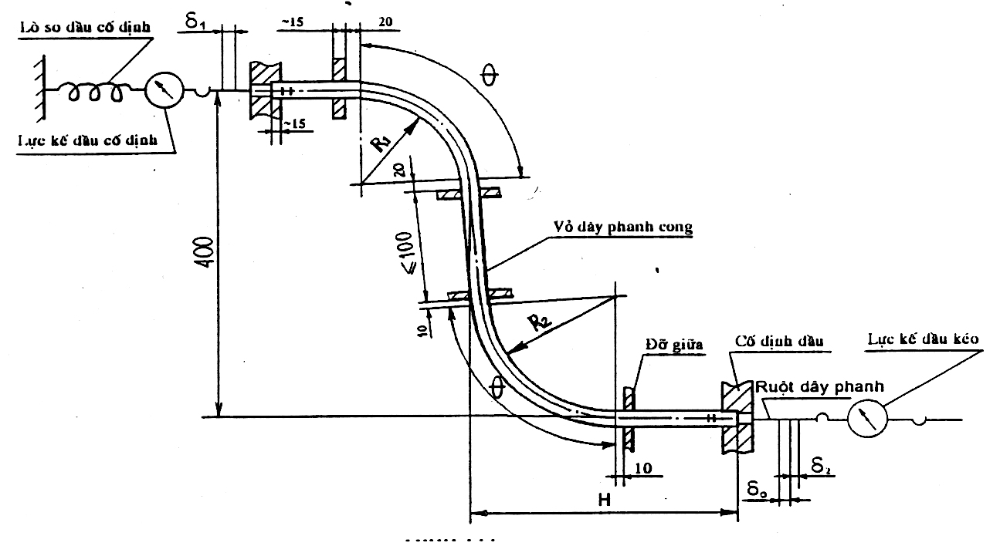 Lò so đầu cố định
δ₁
~15
20
θ
~15
Lực kế đầu cố định
R₁
20
400
≤100
Vỏ dây phanh cong
10
R₂
θ
Đỡ giữa
Cố định đầu
Lực kế đầu kéo
Ruột dây phanh
10
δ₂
δ₀
H